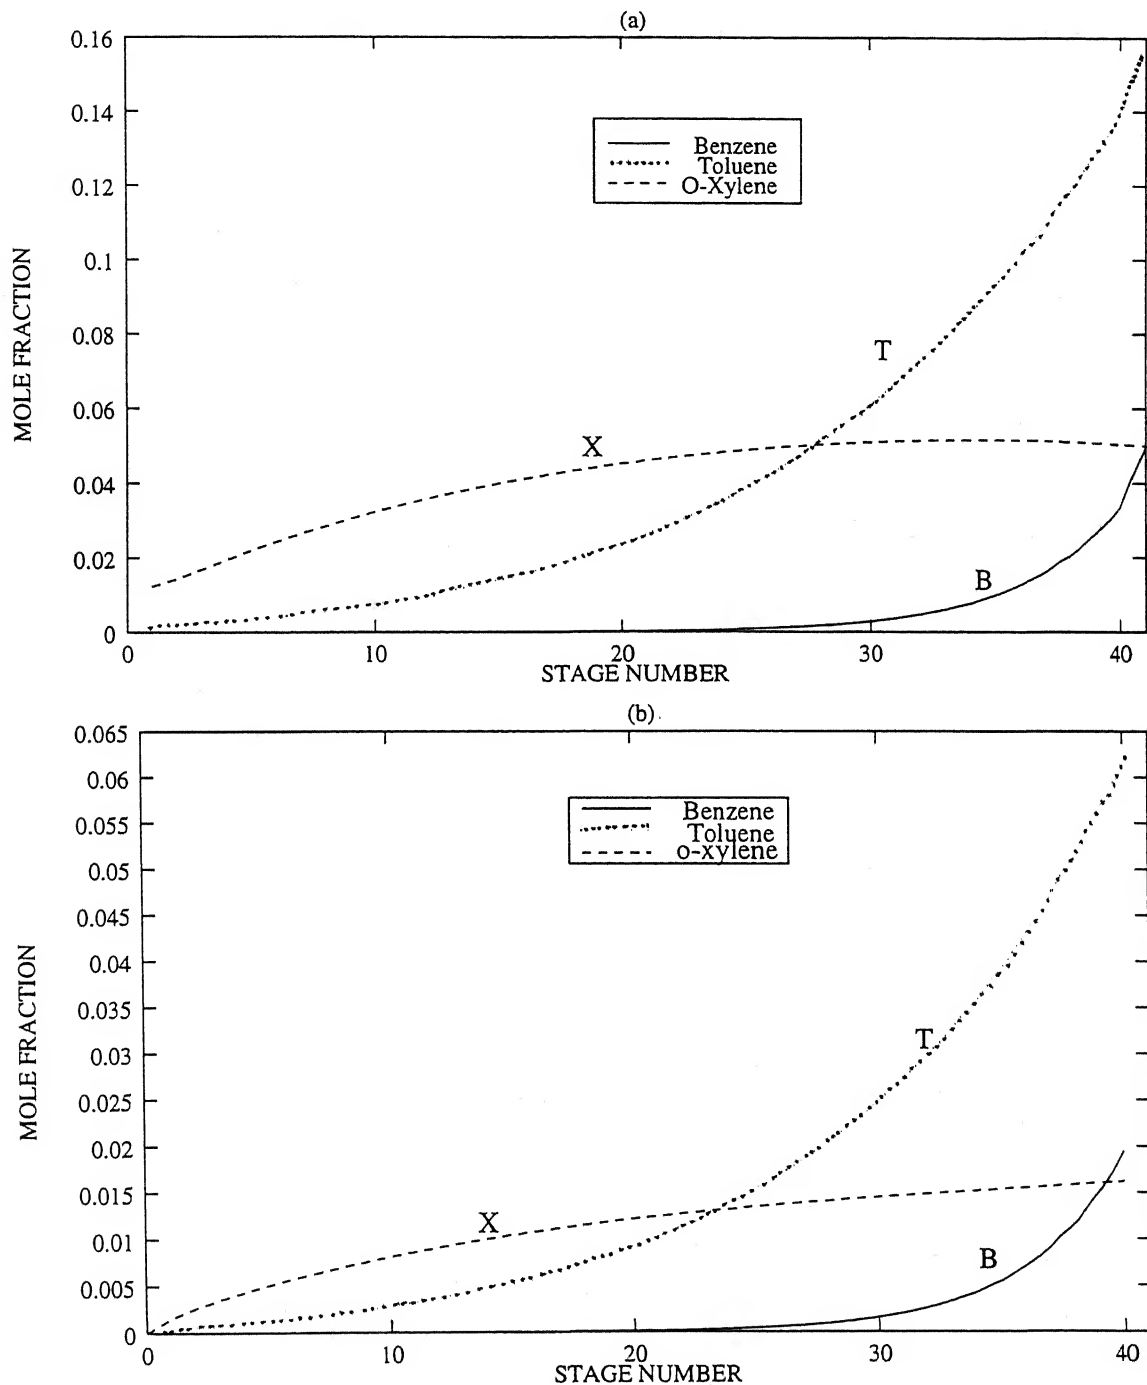 (a)
0.16
0.14
0.12
0.1
0.08
0.06
0.04
0.02
0
MOLE FRACTION
Benzene
Toluene
O-Xylene
T
X
B
0 10 20 30 40
STAGE NUMBER
(b)
0.065
0.06
0.055
0.05
0.045
0.04
0.035
0.03
0.025
0.02
0.015
0.01
0.005
0
MOLE FRACTION
Benzene
Toluene
o-xylene
T
X
B
0 10 20 30 40
STAGE NUMBER